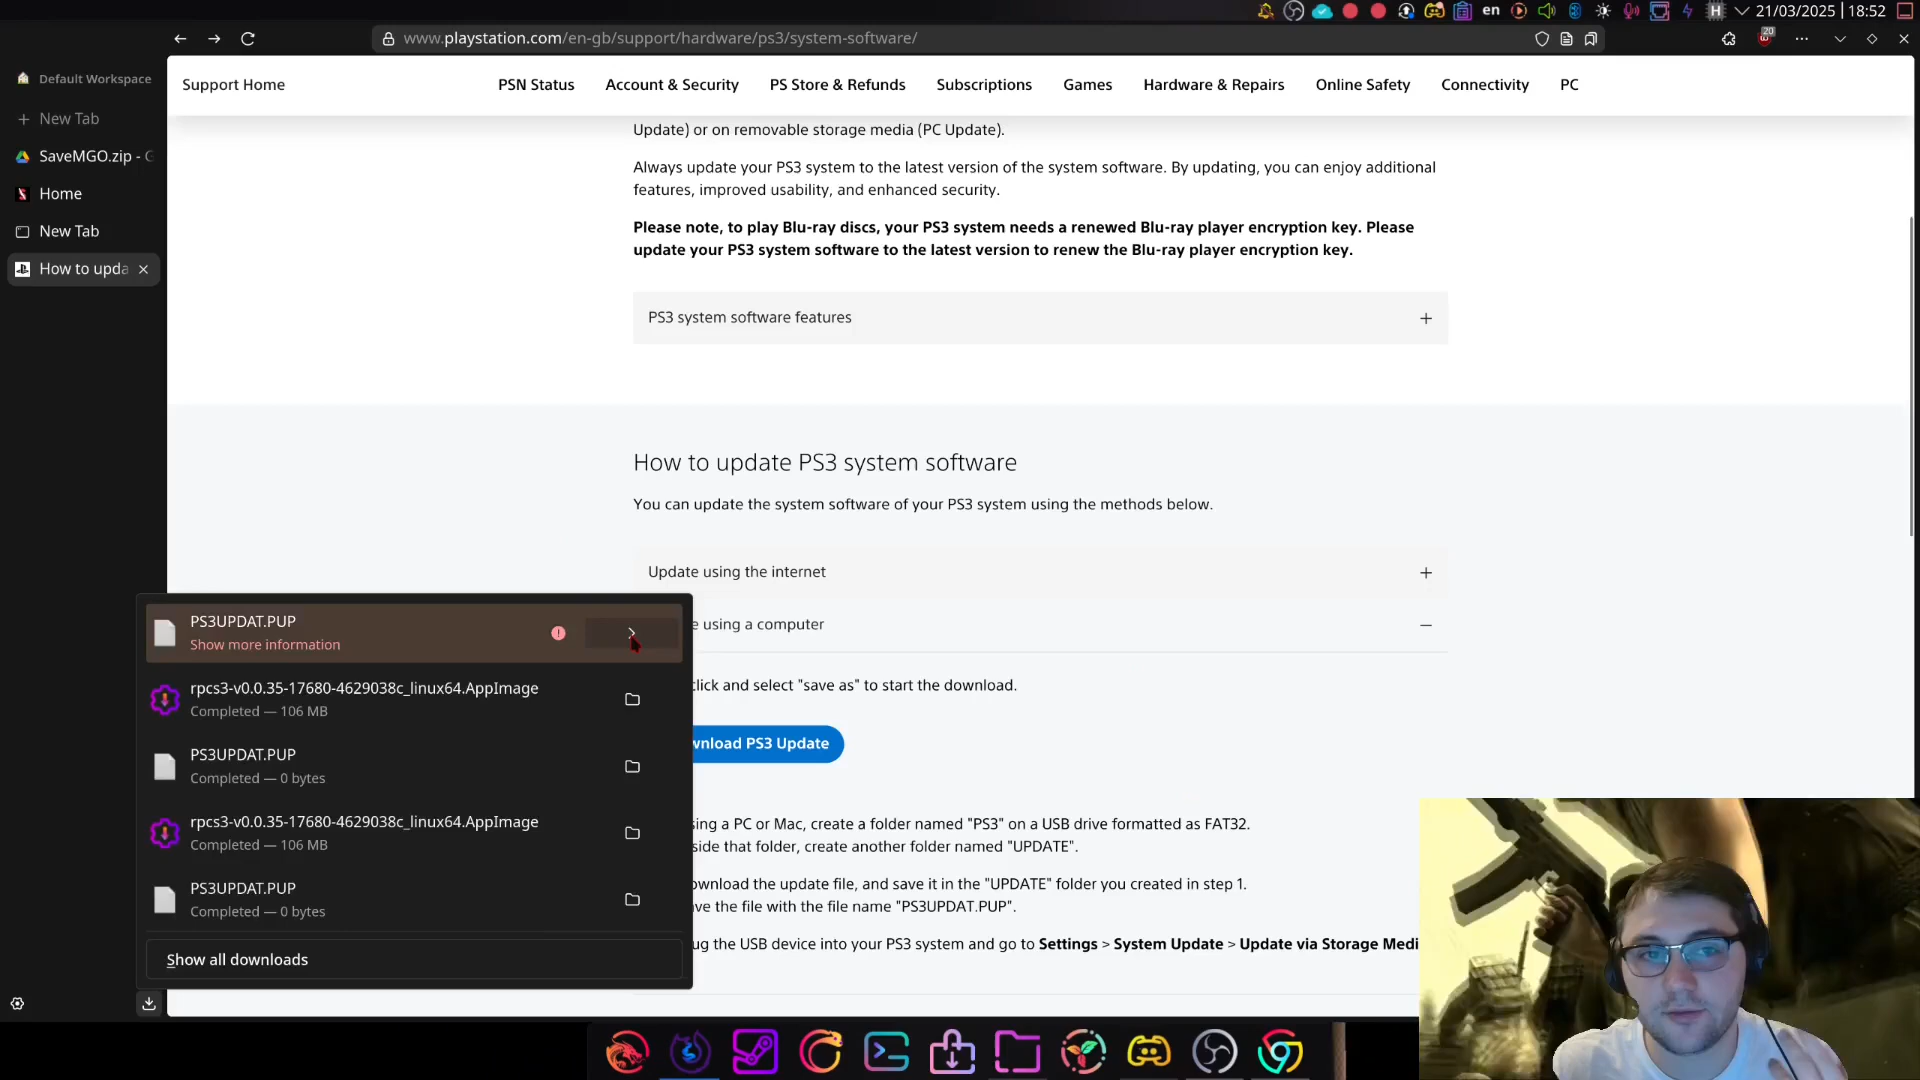 en
H
21/03/2025 | 18:52
www.playstation.com/en-gb/support/hardware/ps3/system-software/
20
Default Workspace
New Tab
SaveMGO.zip - G
Home
New Tab
How to upda
Support Home
PSN Status
Account & Security
PS Store & Refunds
Subscriptions
Games
Hardware & Repairs
Online Safety
Connectivity
PC
Update) or on removable storage media (PC Update).
Always update your PS3 system to the latest version of the system software. By updating, you can enjoy additional
features, improved usability, and enhanced security.
Please note, to play Blu-ray discs, your PS3 system needs a renewed Blu-ray player encryption key. Please
update your PS3 system software to the latest version to renew the Blu-ray player encryption key.
PS3 system software features
How to update PS3 system software
You can update the system software of your PS3 system using the methods below.
Update using the internet
e using a computer
click and select "save as" to start the download.
wnload PS3 Update
sing a PC or Mac, create a folder named "PS3" on a USB drive formatted as FAT32.
side that folder, create another folder named "UPDATE".
ownload the update file, and save it in the "UPDATE" folder you created in step 1.
ve the file with the file name "PS3UPDAT.PUP".
ug the USB device into your PS3 system and go to Settings > System Update > Update via Storage Medi
PS3UPDAT.PUP
Show more information
rpcs3-v0.0.35-17680-4629038c_linux64.AppImage
Completed — 106 MB
PS3UPDAT.PUP
Completed — 0 bytes
rpcs3-v0.0.35-17680-4629038c_linux64.AppImage
Completed — 106 MB
PS3UPDAT.PUP
Completed — 0 bytes
Show all downloads